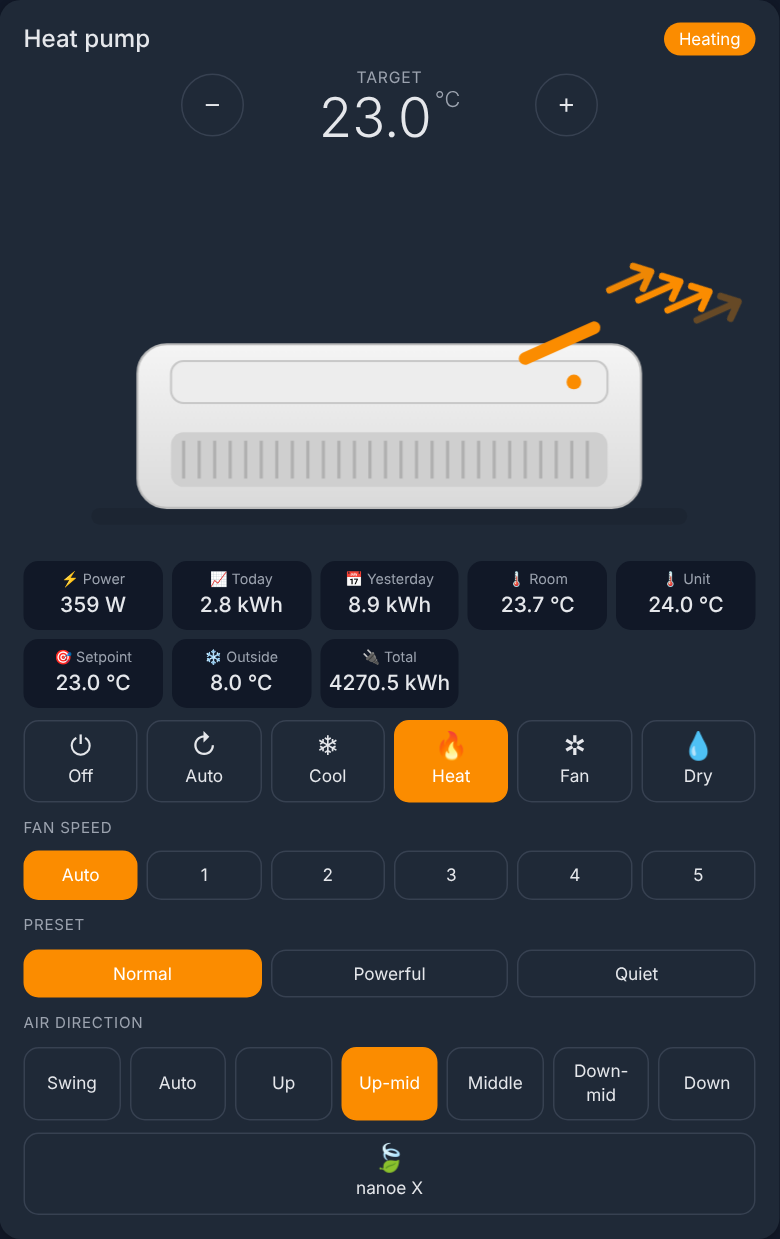 Heat pump
Heating
TARGET
− 23.0 °C +
⚡ Power
359 W
📈 Today
2.8 kWh
📅 Yesterday
8.9 kWh
🌡️ Room
23.7 °C
🌡️ Unit
24.0 °C
🎯 Setpoint
23.0 °C
❄️ Outside
8.0 °C
🔌 Total
4270.5 kWh
Off
Auto
Cool
Heat
Fan
Dry
FAN SPEED
Auto
1
2
3
4
5
PRESET
Normal
Powerful
Quiet
AIR DIRECTION
Swing
Auto
Up
Up-mid
Middle
Down-
mid
Down
nanoe X